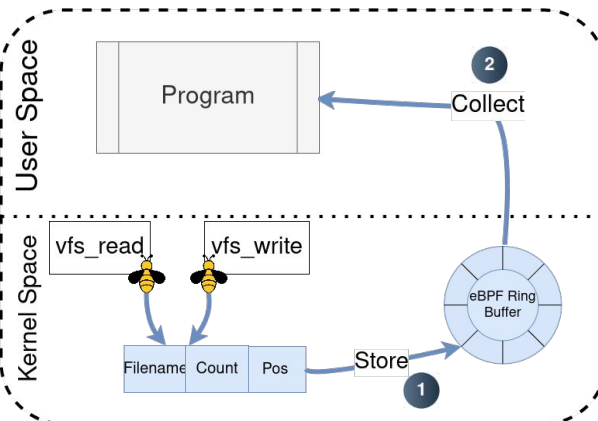 User Space
Program
2
Collect
Kernel Space
vfs_read
vfs_write
eBPF Ring
Buffer
Filename
Count
Pos
Store
1